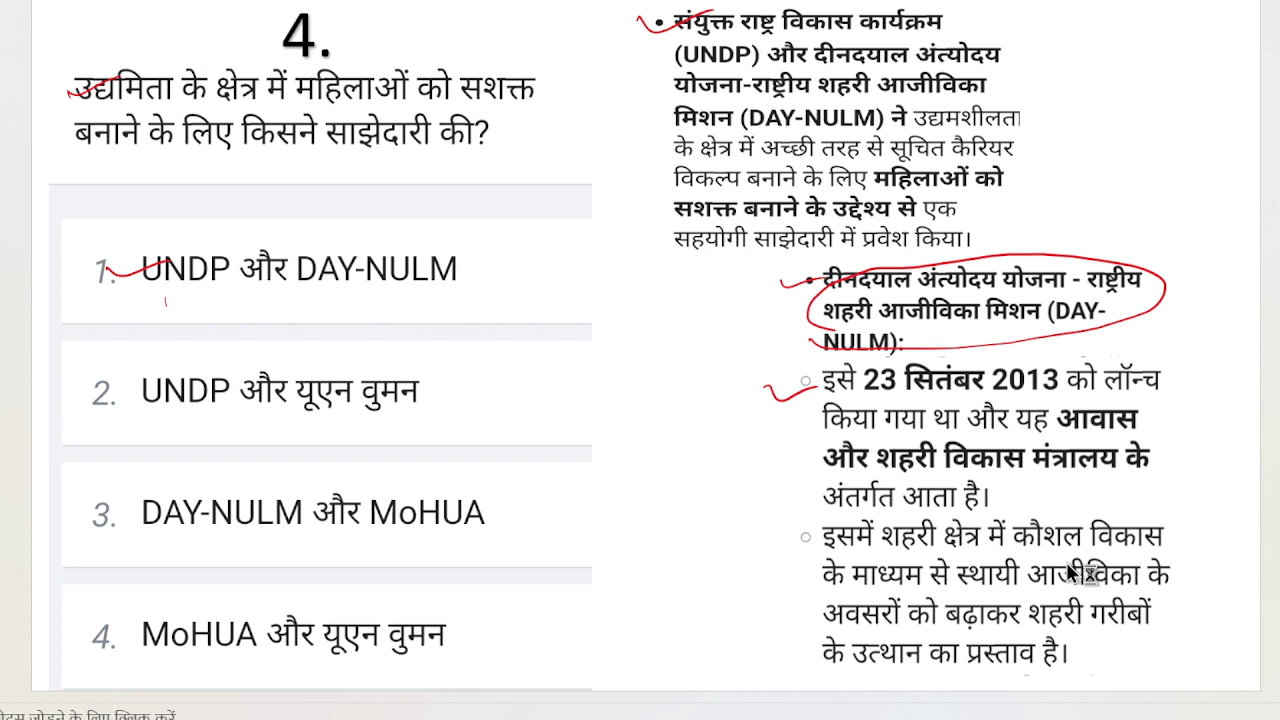 4.
उद्यमिता के क्षेत्र में महिलाओं को सशक्त
बनाने के लिए किसने साझेदारी की?
1. UNDP और DAY-NULM
2. UNDP और यूएन वुमन
3. DAY-NULM और MoHUA
4. MoHUA और यूएन वुमन
• संयुक्त राष्ट्र विकास कार्यक्रम
(UNDP) और दीनदयाल अंत्योदय
योजना-राष्ट्रीय शहरी आजीविका
मिशन (DAY-NULM) ने उद्यमशीलता
के क्षेत्र में अच्छी तरह से सूचित कैरियर
विकल्प बनाने के लिए महिलाओं को
सशक्त बनाने के उद्देश्य से एक
सहयोगी साझेदारी में प्रवेश किया।
• दीनदयाल अंत्योदय योजना - राष्ट्रीय
शहरी आजीविका मिशन (DAY-
NULM):
○ इसे 23 सितंबर 2013 को लॉन्च
किया गया था और यह आवास
और शहरी विकास मंत्रालय के
अंतर्गत आता है।
○ इसमें शहरी क्षेत्र में कौशल विकास
के माध्यम से स्थायी आजीविका के
अवसरों को बढ़ाकर शहरी गरीबों
के उत्थान का प्रस्ताव है।
जोड़ने के लिए क्लिक करें